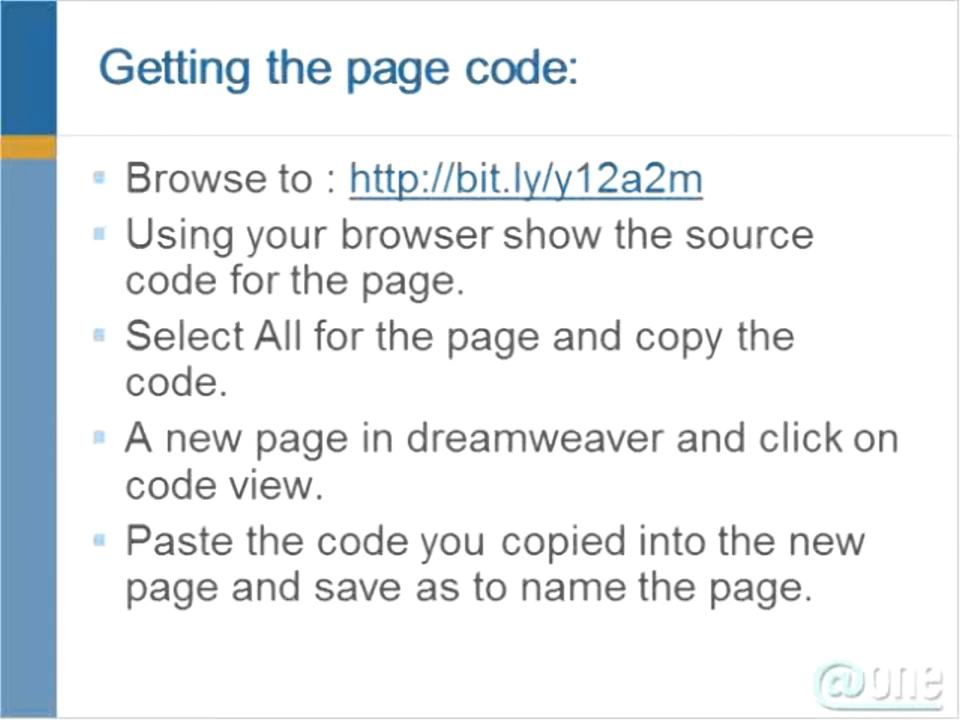 Getting the page code:
Browse to : http://bit.ly/y12a2m
Using your browser show the source
code for the page.
Select All for the page and copy the
code.
A new page in dreamweaver and click on
code view.
Paste the code you copied into the new
page and save as to name the page.
@one